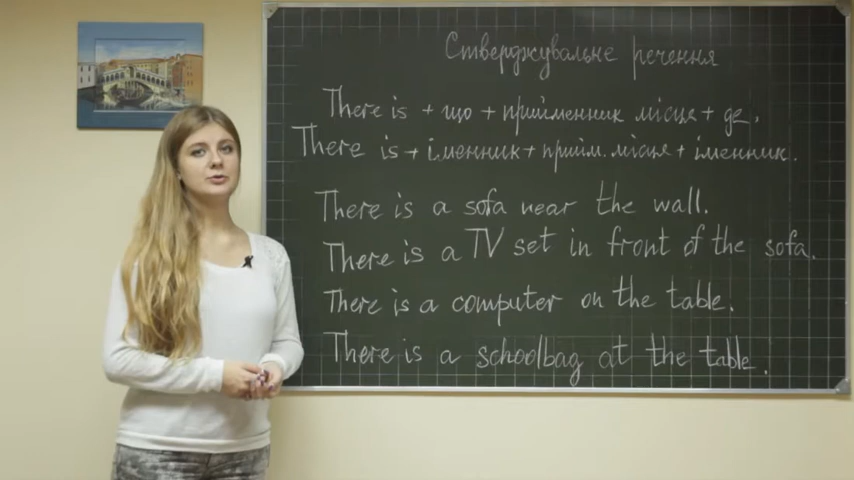 Стверджувальне речення
There is + що + прийменник місця + де.
There is + іменник + прийм. місця + іменник.
There is a sofa near the wall.
There is a TV set in front of the sofa.
There is a computer on the table.
There is a schoolbag at the table.